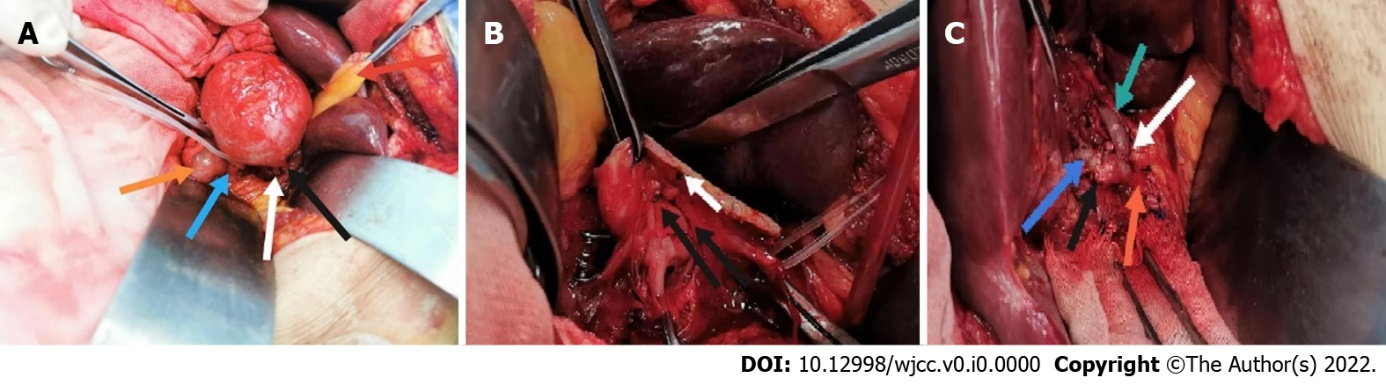 A
B
C
DOI: 10.12998/wjcc.v0.i0.0000 Copyright ©The Author(s) 2022.